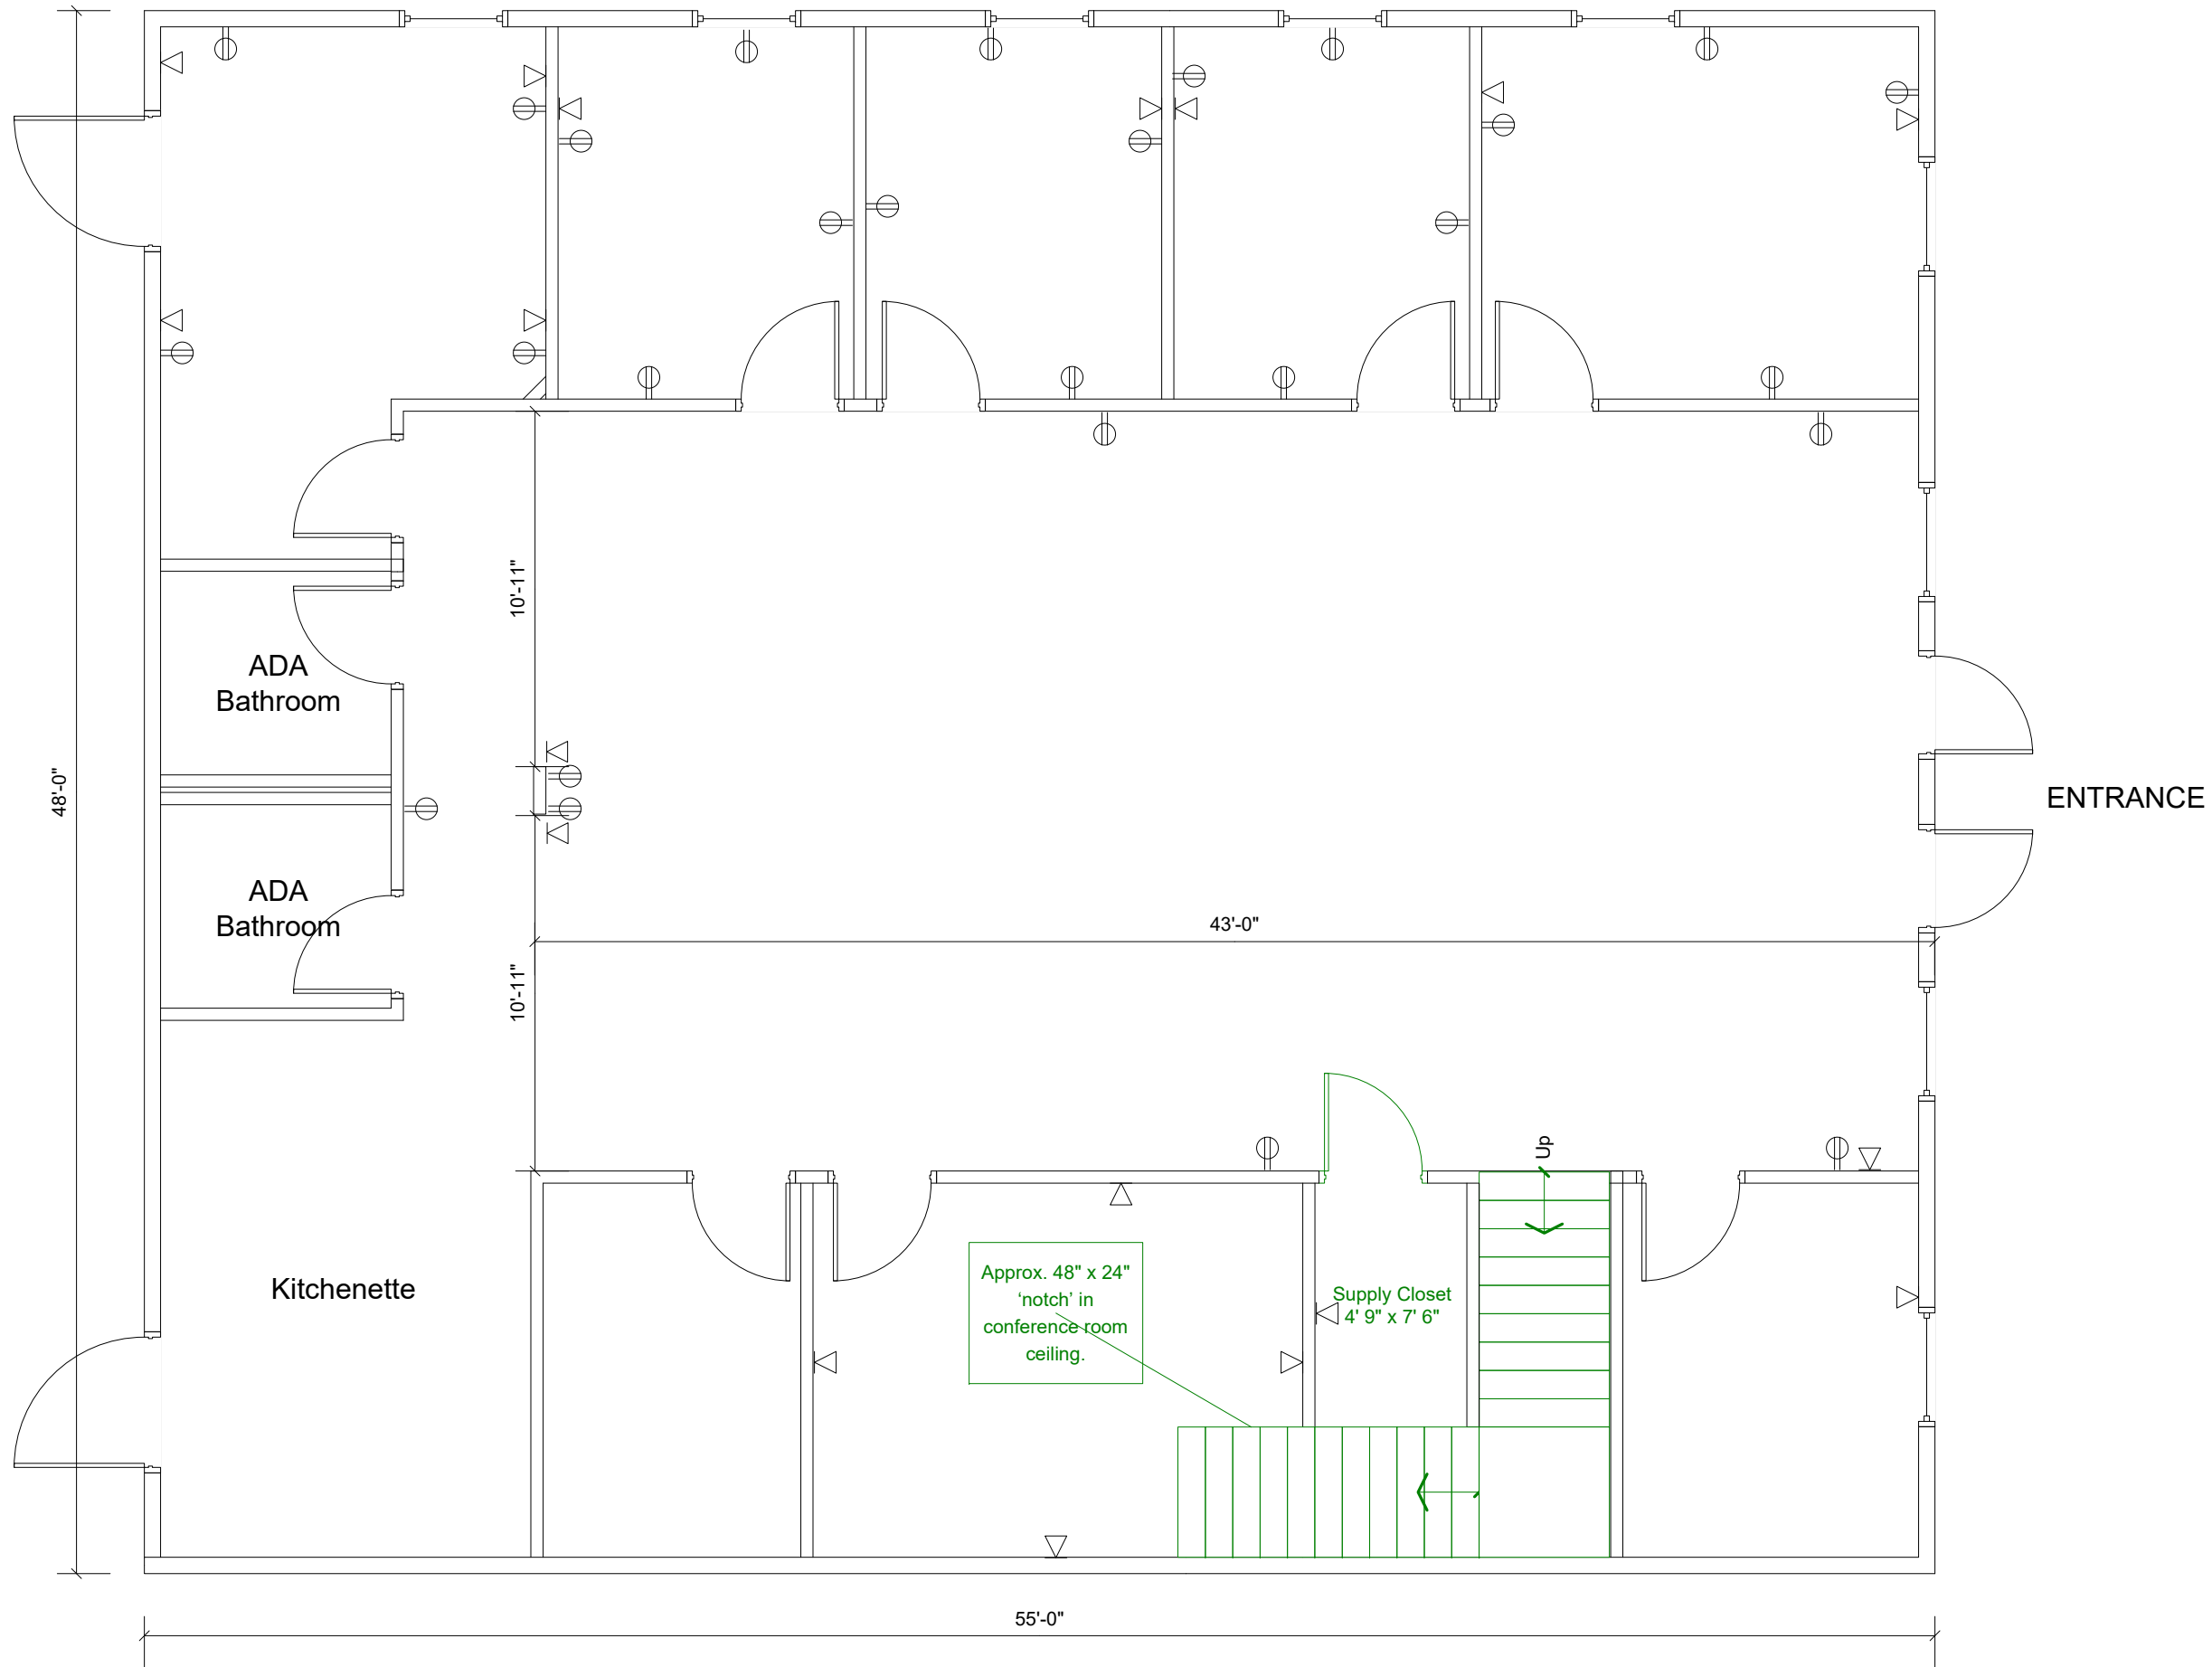 10'-11"
ADA
Bathroom
48'-0"
ENTRANCE
ADA
Bathroom
43'-0"
10'-11"
Up
Kitchenette
Approx. 48" x 24"
‘notch’ in
conference room
ceiling.
Supply Closet
4' 9" x 7' 6"
55'-0"